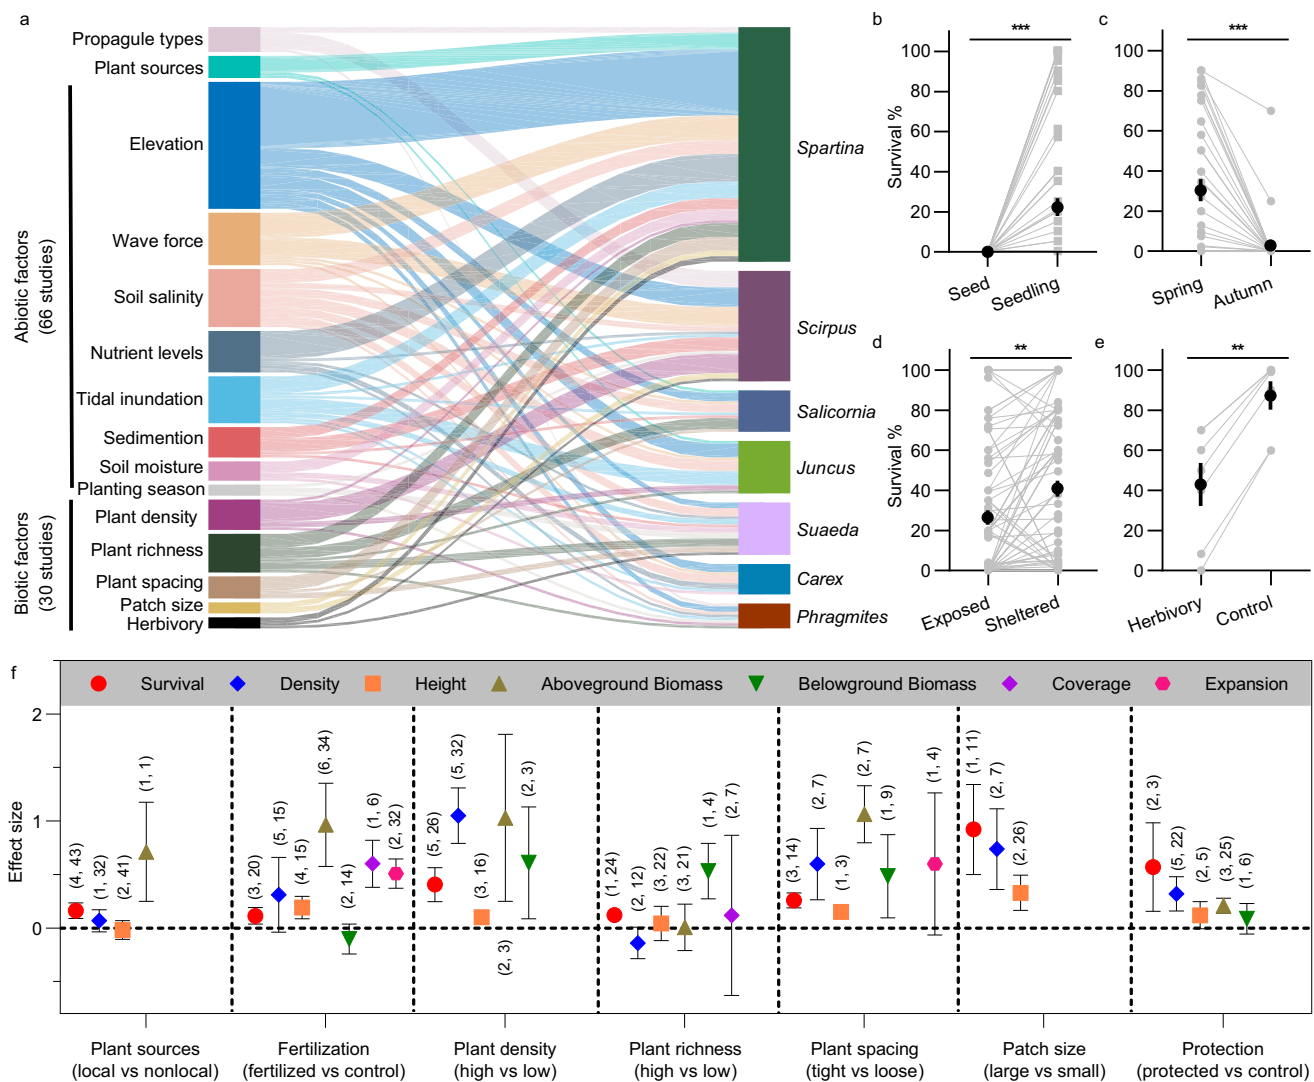 a
Propagule types
Plant sources
Elevation
Wave force
Soil salinity
Nutrient levels
Tidal inundation
Sedimention
Soil moisture
Planting season
Plant density
Plant richness
Plant spacing
Patch size
Herbivory
Abiotic factors
(66 studies)
Biotic factors
(30 studies)
Spartina
Scirpus
Salicornia
Juncus
Suaeda
Carex
Phragmites
b
***
Survival %
100
80
60
40
20
0
Seed
Seedling
c
***
100
80
60
40
20
0
Spring
Autumn
d
**
Survival %
100
80
60
40
20
0
Exposed
Sheltered
e
**
100
80
60
40
20
0
Herbivory
Control
f
Survival
Density
Height
Aboveground Biomass
Belowground Biomass
Coverage
Expansion
Effect size
2
1
0
(4, 43)
(1, 32)
(2, 41)
(1, 1)
(3, 20)
(5, 15)
(4, 15)
(6, 34)
(2, 14)
(1, 6)
(2, 32)
(5, 26)
(5, 32)
(3, 16)
(2, 3)
(2, 3)
(1, 24)
(2, 12)
(3, 22)
(3, 21)
(1, 4)
(2, 7)
(3, 14)
(2, 7)
(1, 3)
(2, 7)
(1, 9)
(1, 4)
(1, 11)
(2, 7)
(2, 26)
(2, 3)
(5, 22)
(2, 5)
(3, 25)
(1, 6)
Plant sources
(local vs nonlocal)
Fertilization
(fertilized vs control)
Plant density
(high vs low)
Plant richness
(high vs low)
Plant spacing
(tight vs loose)
Patch size
(large vs small)
Protection
(protected vs control)